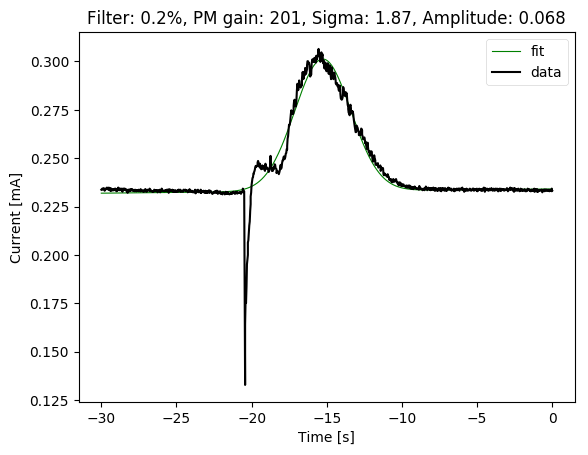 Filter: 0.2%, PM gain: 201, Sigma: 1.87, Amplitude: 0.068
fit
data
0.300
0.275
0.250
0.225
0.200
0.175
0.150
0.125
Current [mA]
−30 −25 −20 −15 −10 −5 0
Time [s]